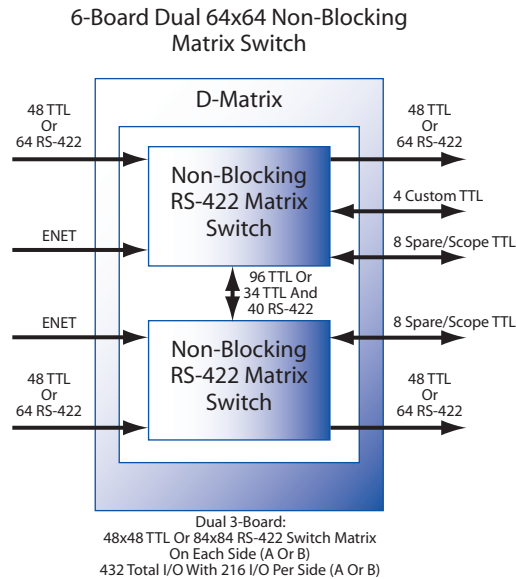 6-Board Dual 64x64 Non-Blocking
Matrix Switch
D-Matrix
48 TTL
Or
64 RS-422
48 TTL
Or
64 RS-422
Non-Blocking
RS-422 Matrix
Switch
4 Custom TTL
ENET
8 Spare/Scope TTL
96 TTL Or
34 TTL And
40 RS-422
ENET
8 Spare/Scope TTL
Non-Blocking
RS-422 Matrix
Switch
48 TTL
Or
64 RS-422
48 TTL
Or
64 RS-422
Dual 3-Board:
48x48 TTL Or 84x84 RS-422 Switch Matrix
On Each Side (A Or B)
432 Total I/O With 216 I/O Per Side (A Or B)